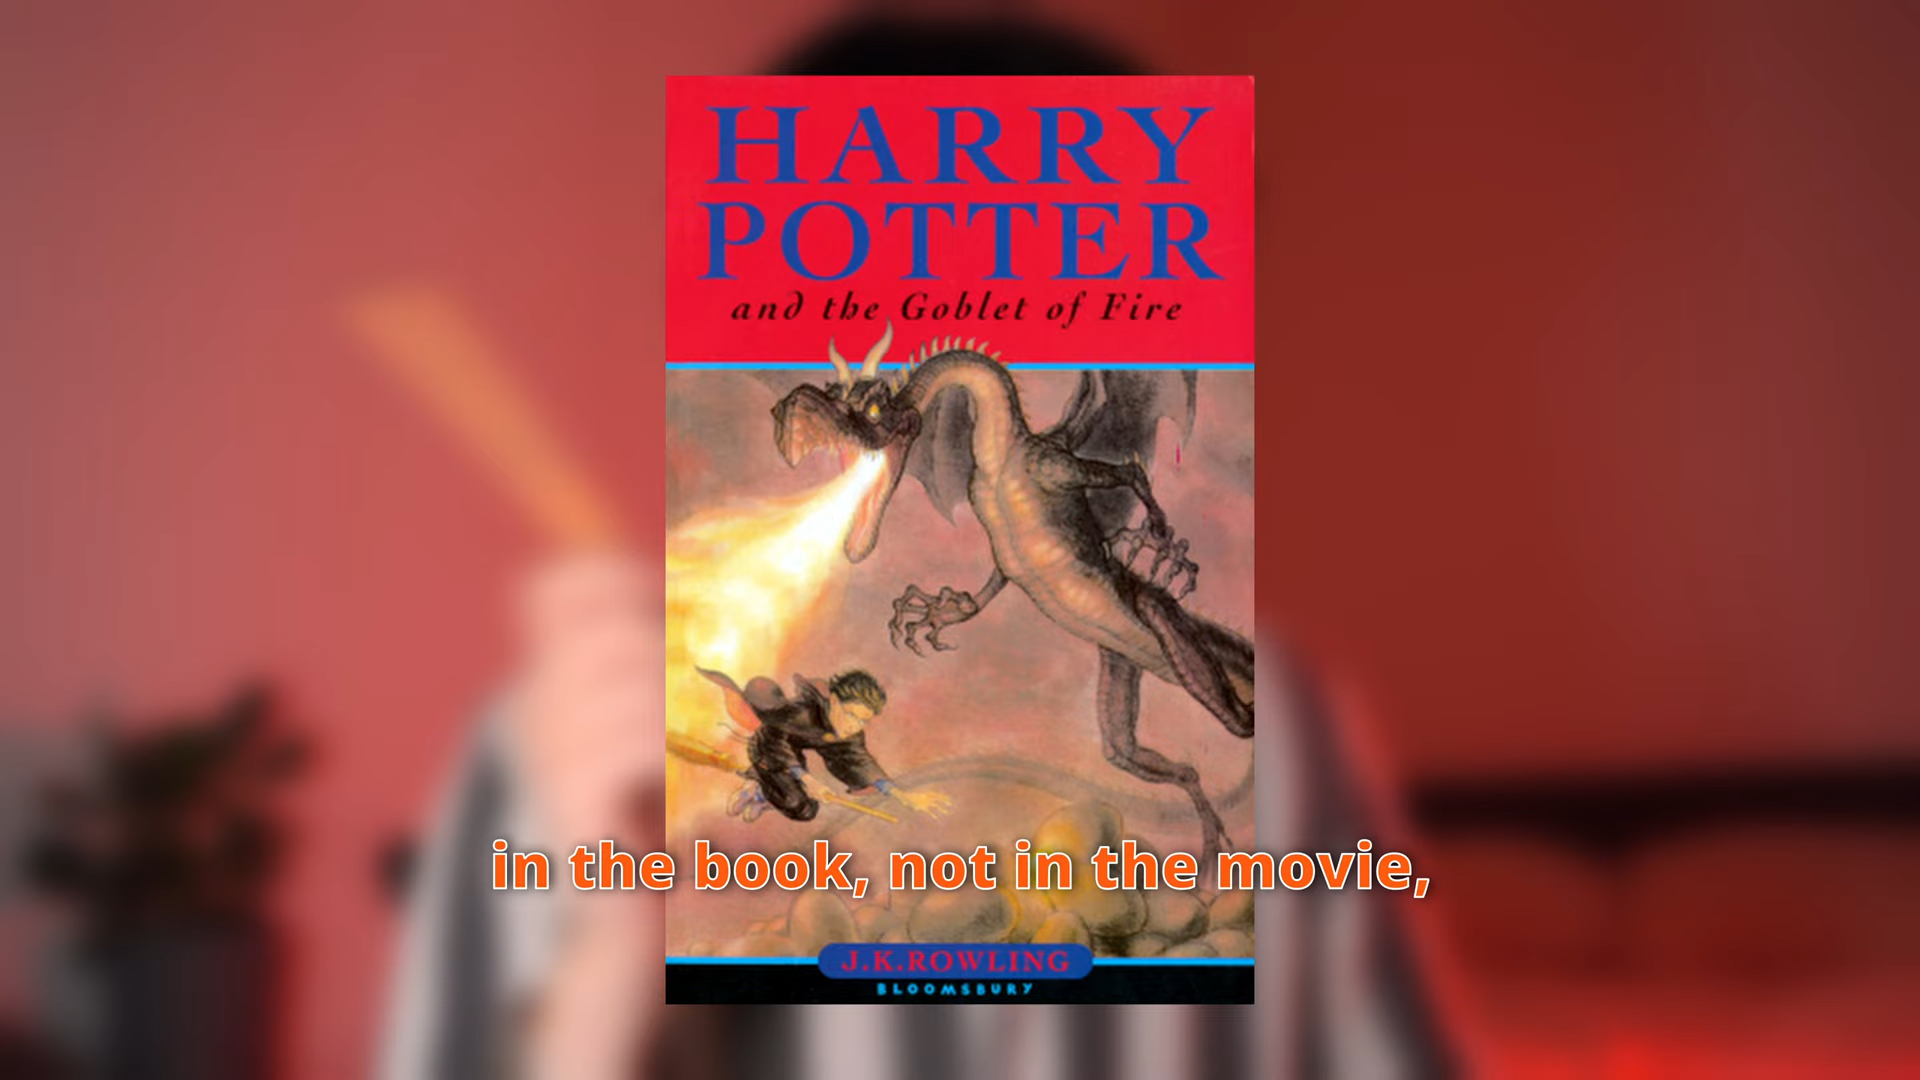 HARRY
POTTER
and the Goblet of Fire
in the book, not in the movie,
J.K.ROWLING
BLOOMSBURY